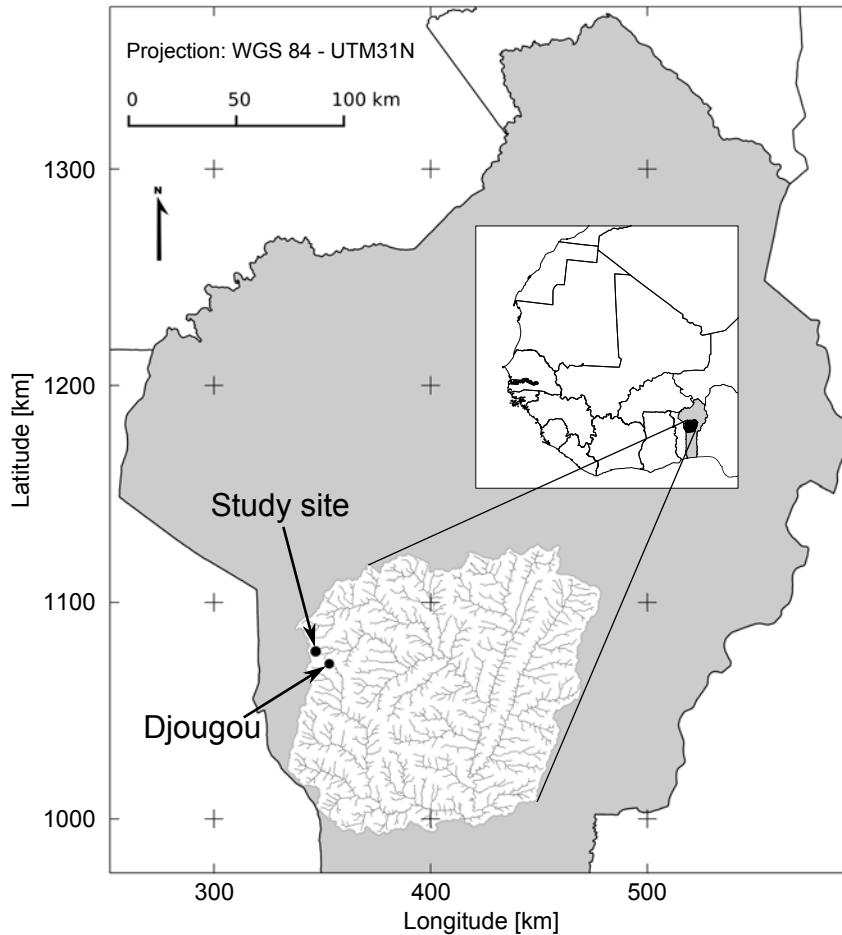 Projection: WGS 84 - UTM31N
0 50 100 km
N
1300
1200
1100
1000
Latitude [km]
Study site
Djougou
300 400 500
Longitude [km]